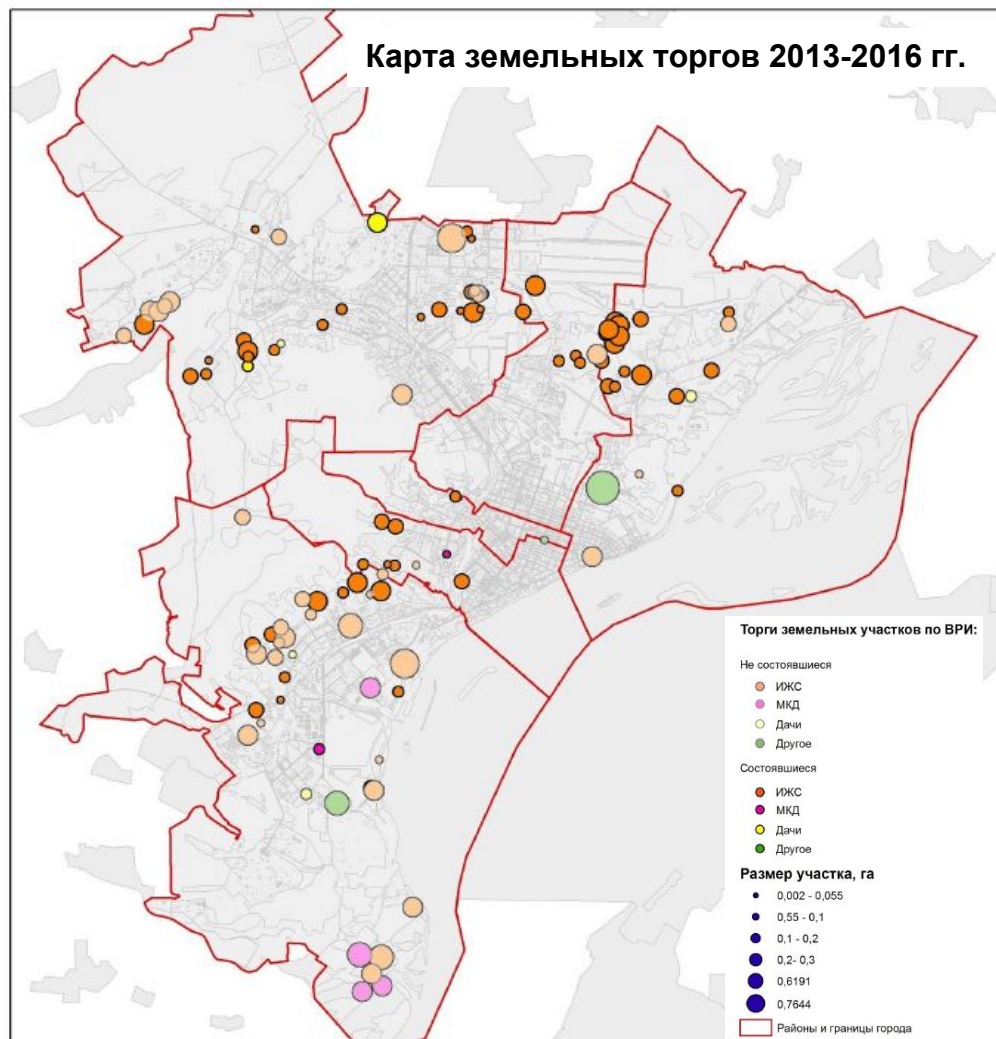 Карта земельных торгов 2013-2016 гг.
Торги земельных участков по ВРИ:
Не состоявшиеся
ИЖС
МКД
Дачи
Другое
Состоявшиеся
ИЖС
МКД
Дачи
Другое
Размер участка, га
0,002 - 0,055
0,55 - 0,1
0,1 - 0,2
0,2- 0,3
0,6191
0,7644
Районы и границы города